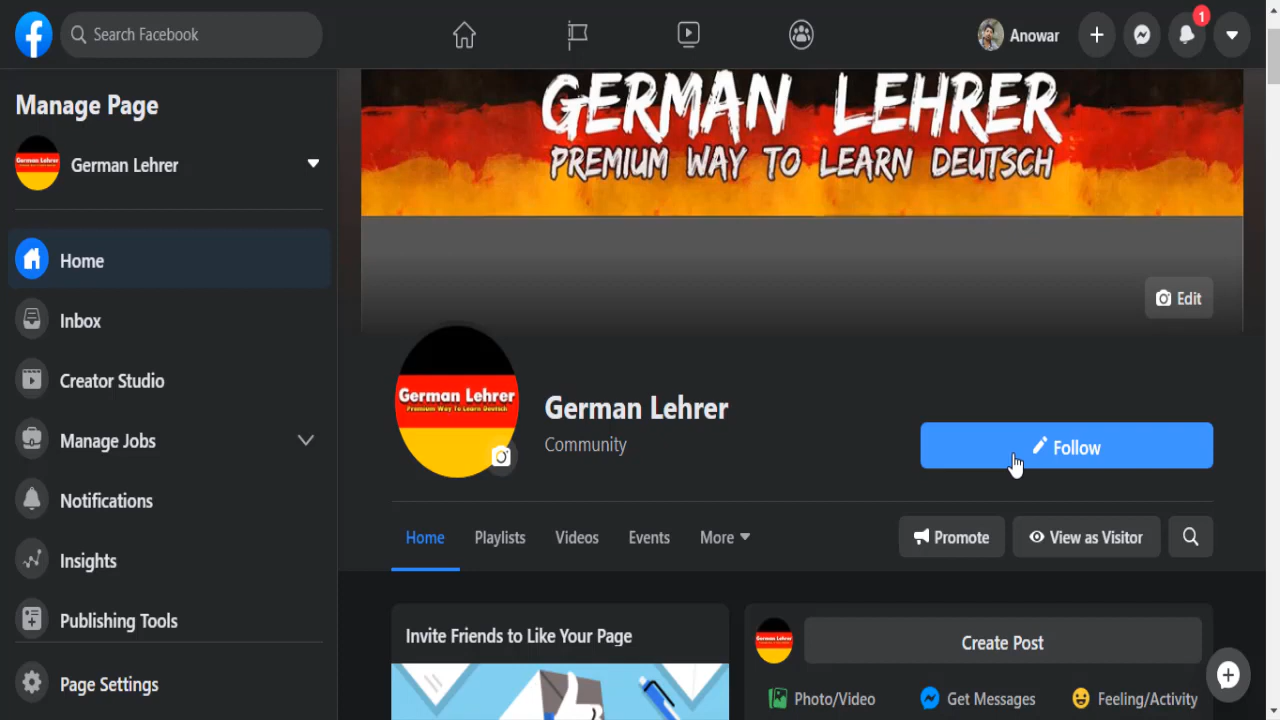 Search Facebook
Anowar
1
Manage Page
German Lehrer
Home
Inbox
Creator Studio
Manage Jobs
Notifications
Insights
Publishing Tools
Page Settings
GERMAN LEHRER
PREMIUM WAY TO LEARN DEUTSCH
Edit
German Lehrer
Premium Way To Learn Deutsch
German Lehrer
Community
Follow
Home Playlists Videos Events More
Promote View as Visitor
Invite Friends to Like Your Page
Create Post
Photo/Video Get Messages Feeling/Activity